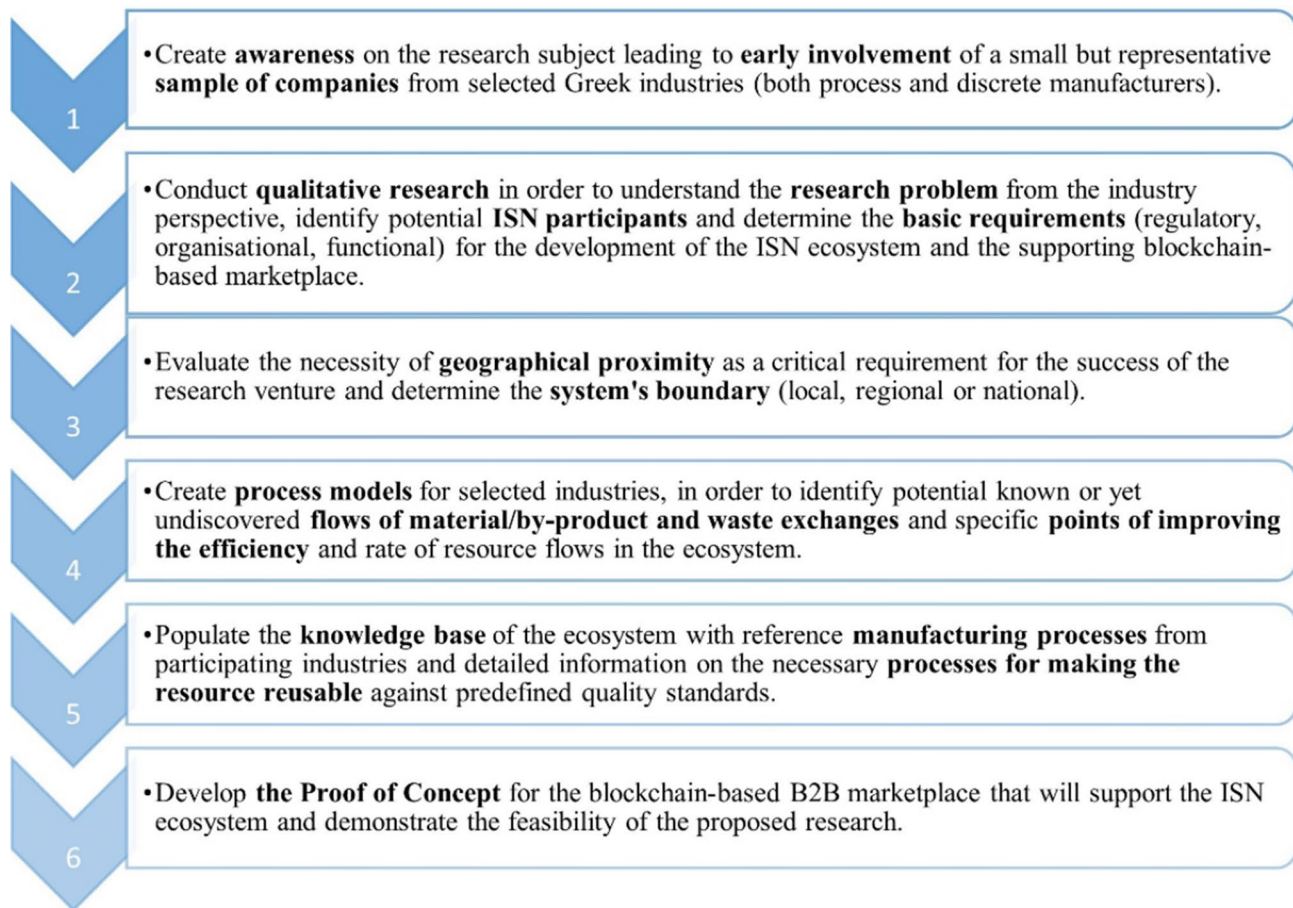 1
•Create awareness on the research subject leading to early involvement of a small but representative
sample of companies from selected Greek industries (both process and discrete manufacturers).
2
•Conduct qualitative research in order to understand the research problem from the industry
perspective, identify potential ISN participants and determine the basic requirements (regulatory,
organisational, functional) for the development of the ISN ecosystem and the supporting blockchain-
based marketplace.
3
•Evaluate the necessity of geographical proximity as a critical requirement for the success of the
research venture and determine the system's boundary (local, regional or national).
4
•Create process models for selected industries, in order to identify potential known or yet
undiscovered flows of material/by-product and waste exchanges and specific points of improving
the efficiency and rate of resource flows in the ecosystem.
5
•Populate the knowledge base of the ecosystem with reference manufacturing processes from
participating industries and detailed information on the necessary processes for making the
resource reusable against predefined quality standards.
6
•Develop the Proof of Concept for the blockchain-based B2B marketplace that will support the ISN
ecosystem and demonstrate the feasibility of the proposed research.